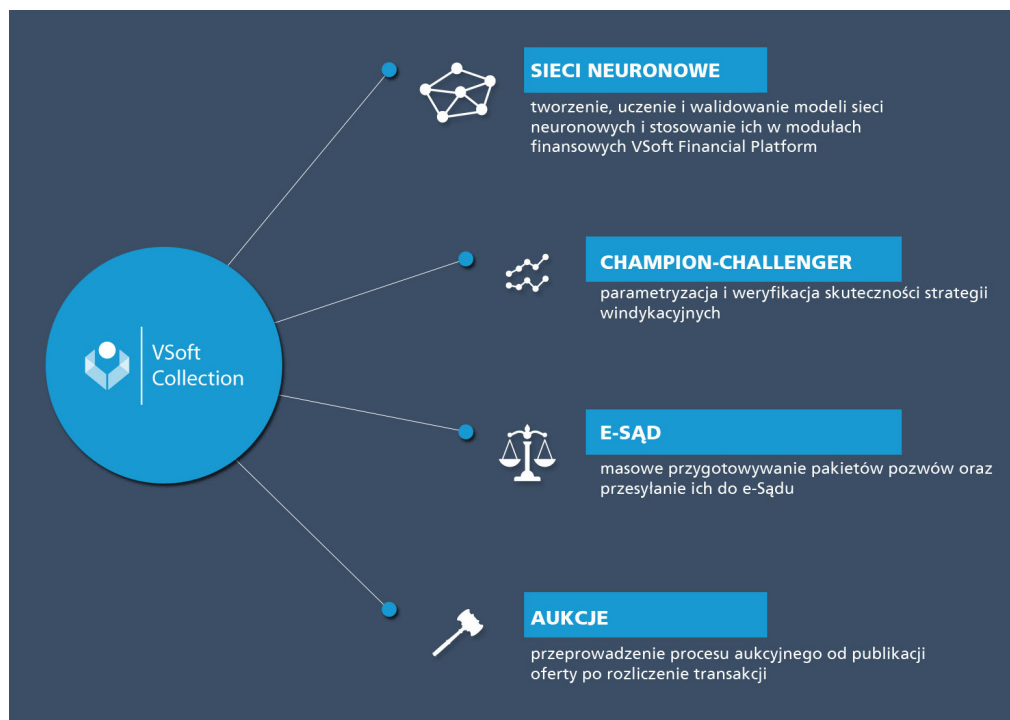 SIECI NEURONOWE
tworzenie, uczenie i walidowanie modeli sieci
neuronowych i stosowanie ich w modulach
finansowych VSoft Financial Platform
CHAMPION-CHALLENGER
parametryzacja i weryfikacja skuteczności strategii
windykacyjnych
VSoft
Collection
E-SĄD
masowe przygotowywanie pakietów pozwów oraz
przesylanie ich do e-Sądu
AUKCJE
przeprowadzenie procesu aukcyjnego od publikacji
oferty po rozliczenie transakcji